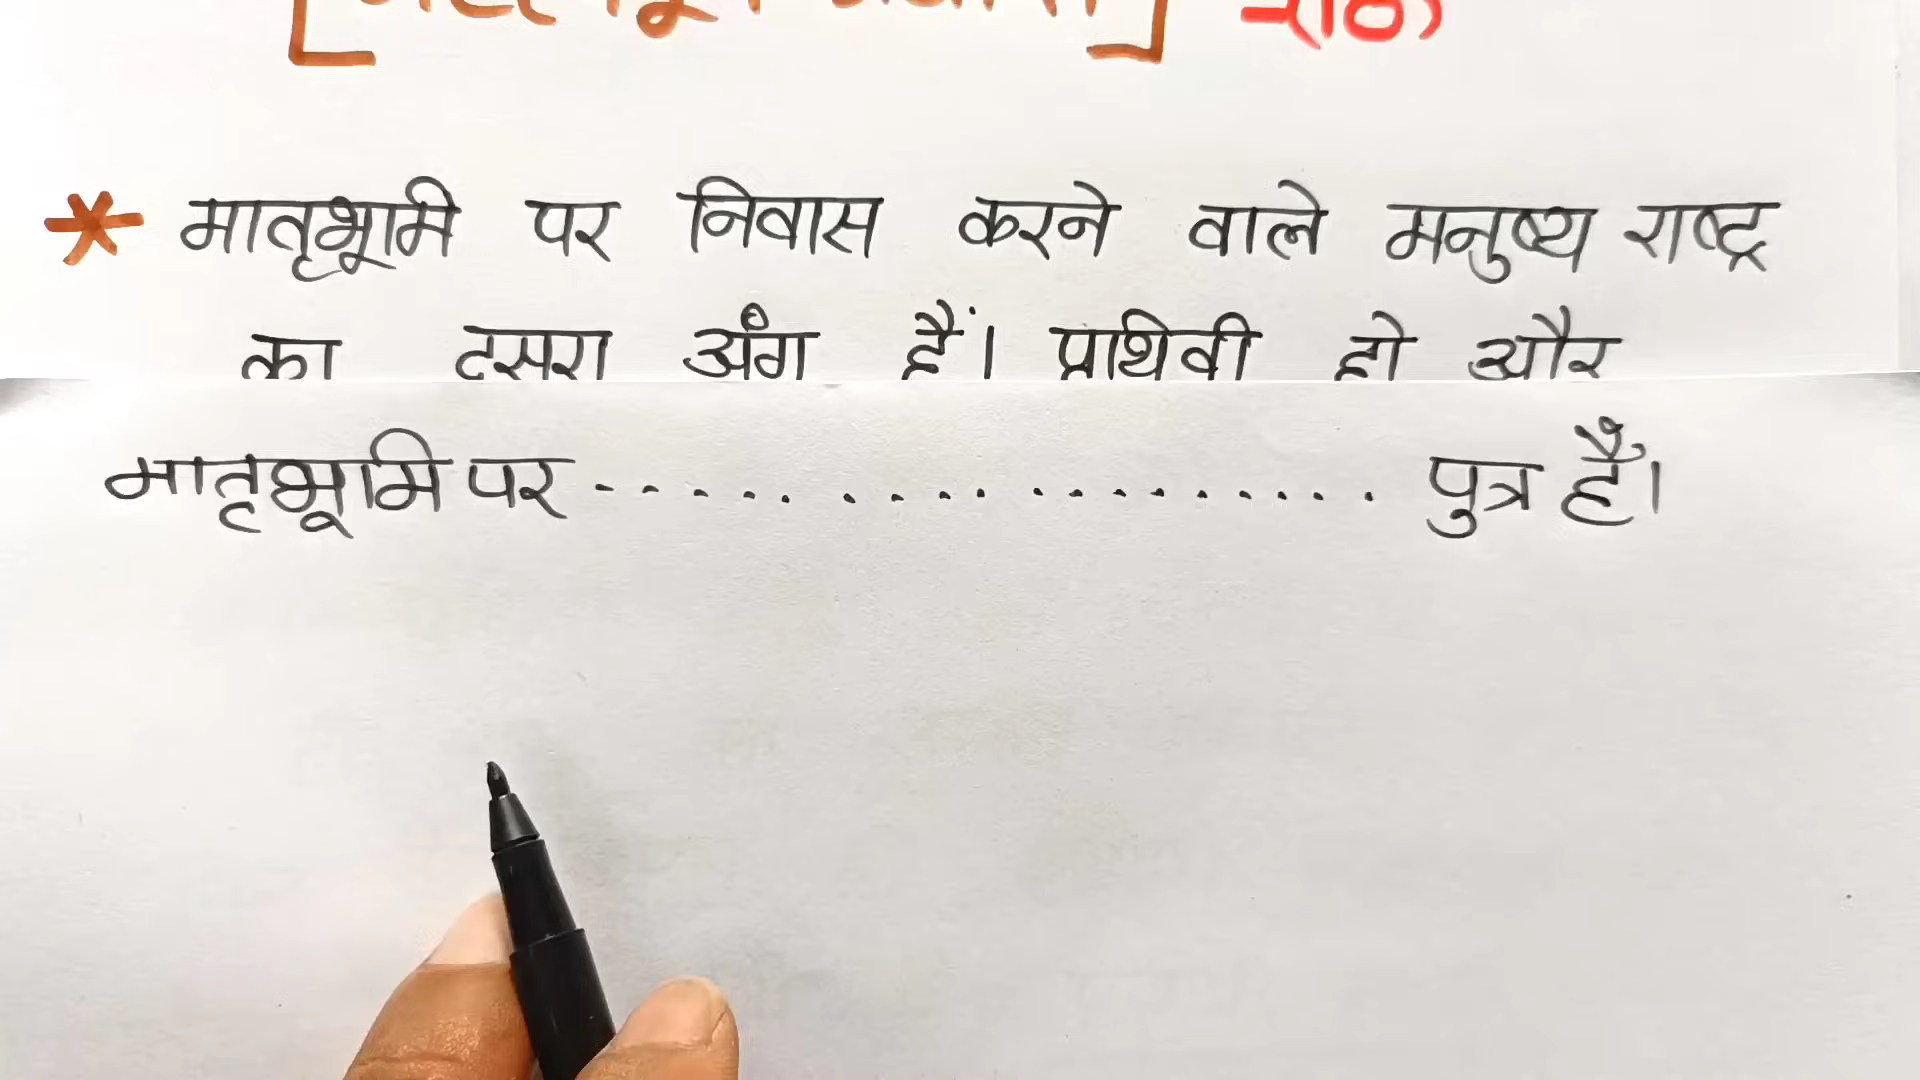 * मातृभूमि पर निवास करने वाले मनुष्य राष्ट्र
का दूसरा अंग हैं। पृथिवी हो और
मातृभूमि पर - - - - . . . . . . . . . . . . . . . . पुत्र हैं।